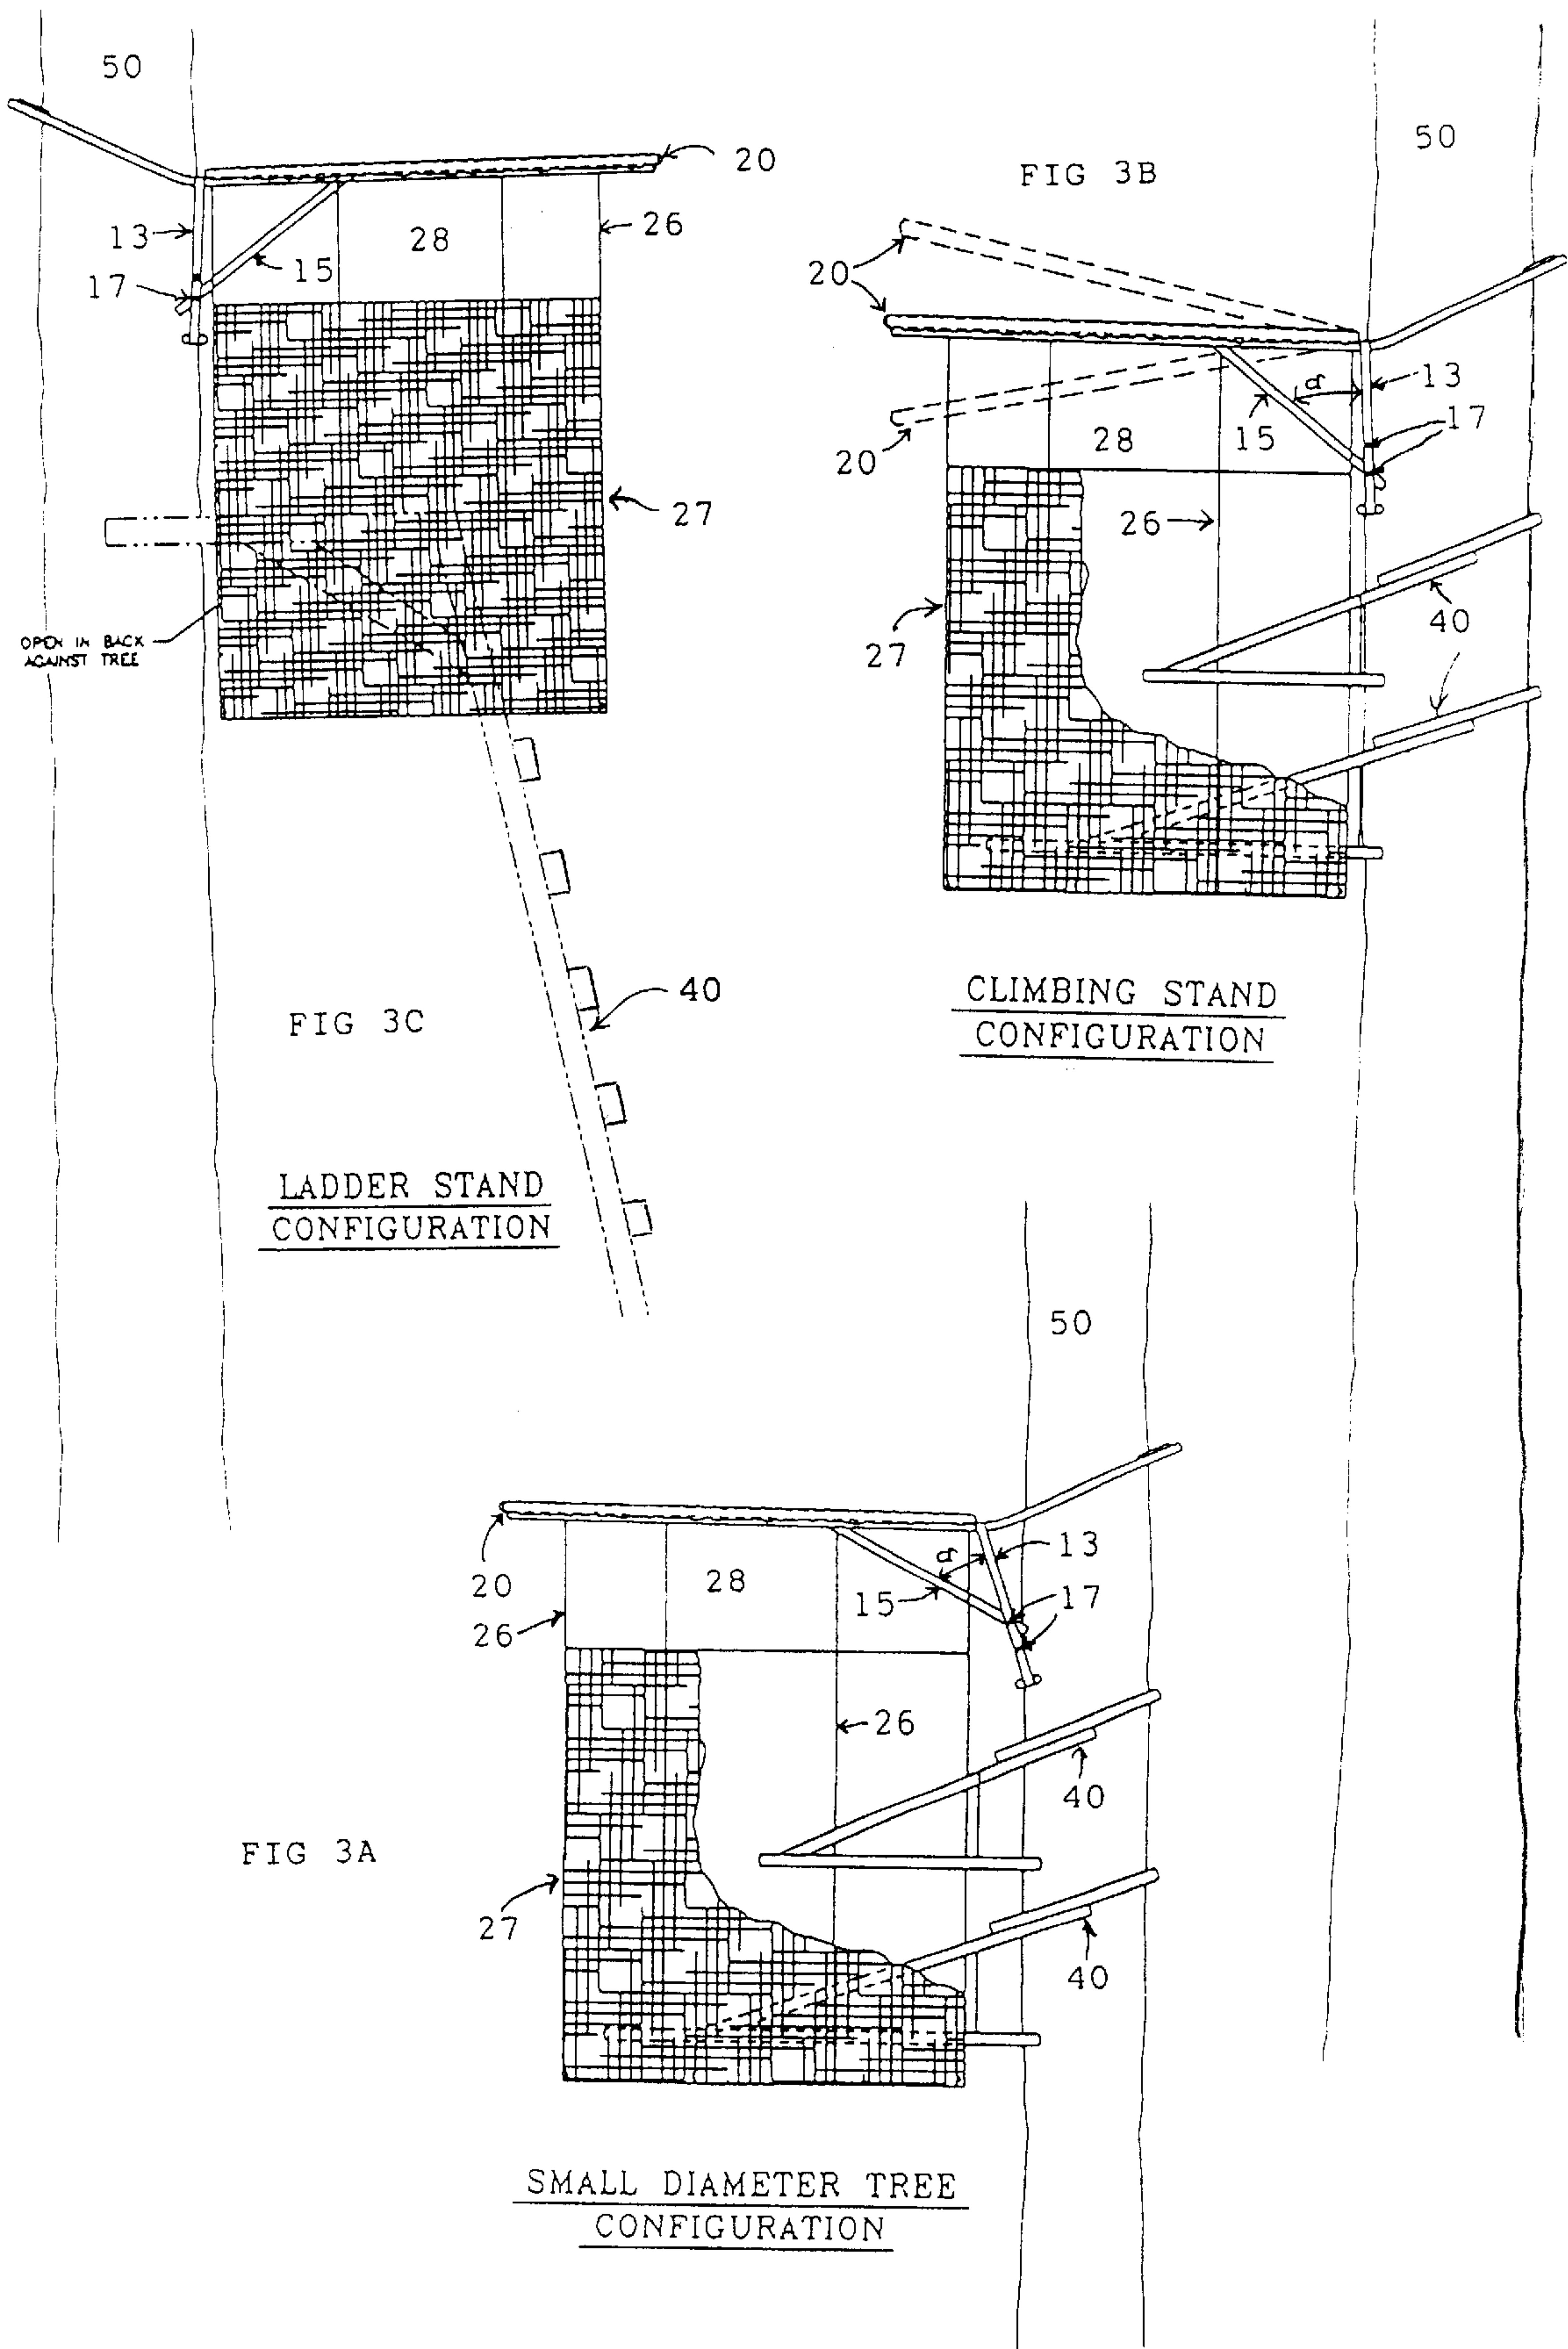 50
20
13
28
26
15
17
27
OPEN IN BACK
AGAINST TREE
40
FIG 3C
LADDER STAND
CONFIGURATION
FIG 3B
50
20
13
α
17
15
28
20
26
27
40
CLIMBING STAND
CONFIGURATION
50
20
α
13
28
15
17
26
26
40
FIG 3A
27
40
SMALL DIAMETER TREE
CONFIGURATION